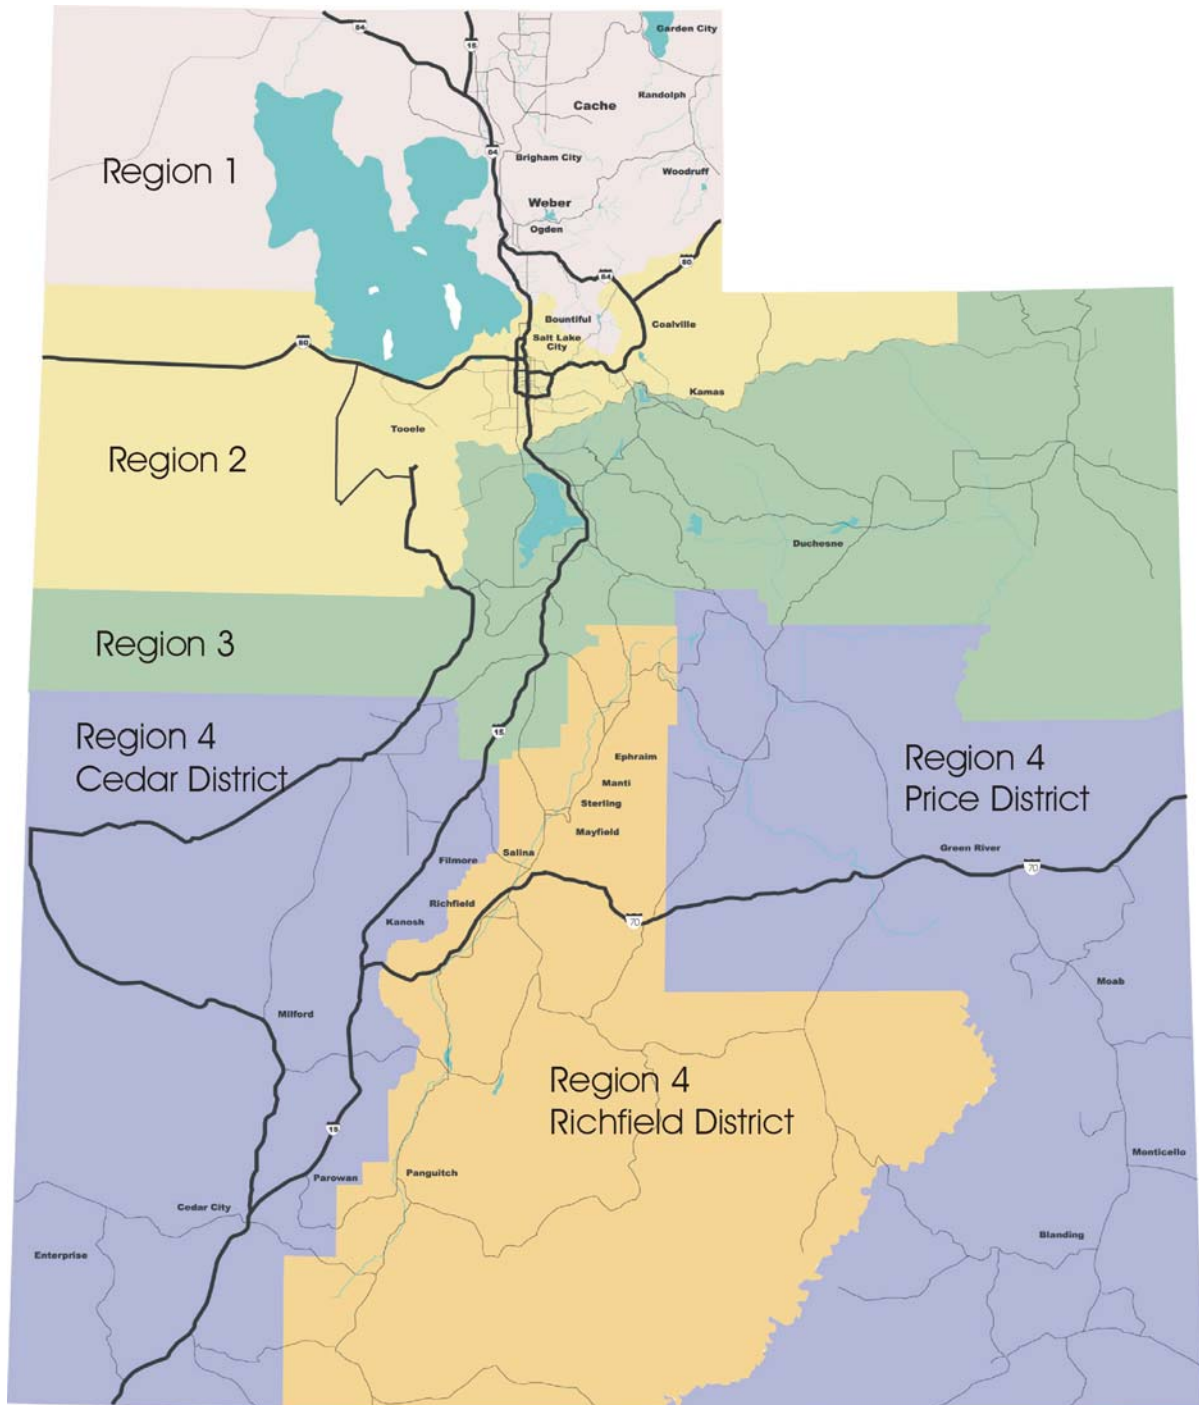 84
15
Garden City
Randolph
Cache
84
Brigham City
Region 1
Woodruff
Weber
Ogden
80
84
Bountiful
Coalville
Salt Lake
City
80
Kamas
Tooele
Region 2
Duchesne
Region 3
15
Region 4
Cedar District
Ephraim
Manti
Sterling
Mayfield
Region 4
Price District
Green River
Salina
Filmore
70
Richfield
Kanosh
70
Moab
Milford
Region 4
Richfield District
15
Monticello
Panguitch
Parowan
Cedar City
Blanding
Enterprise